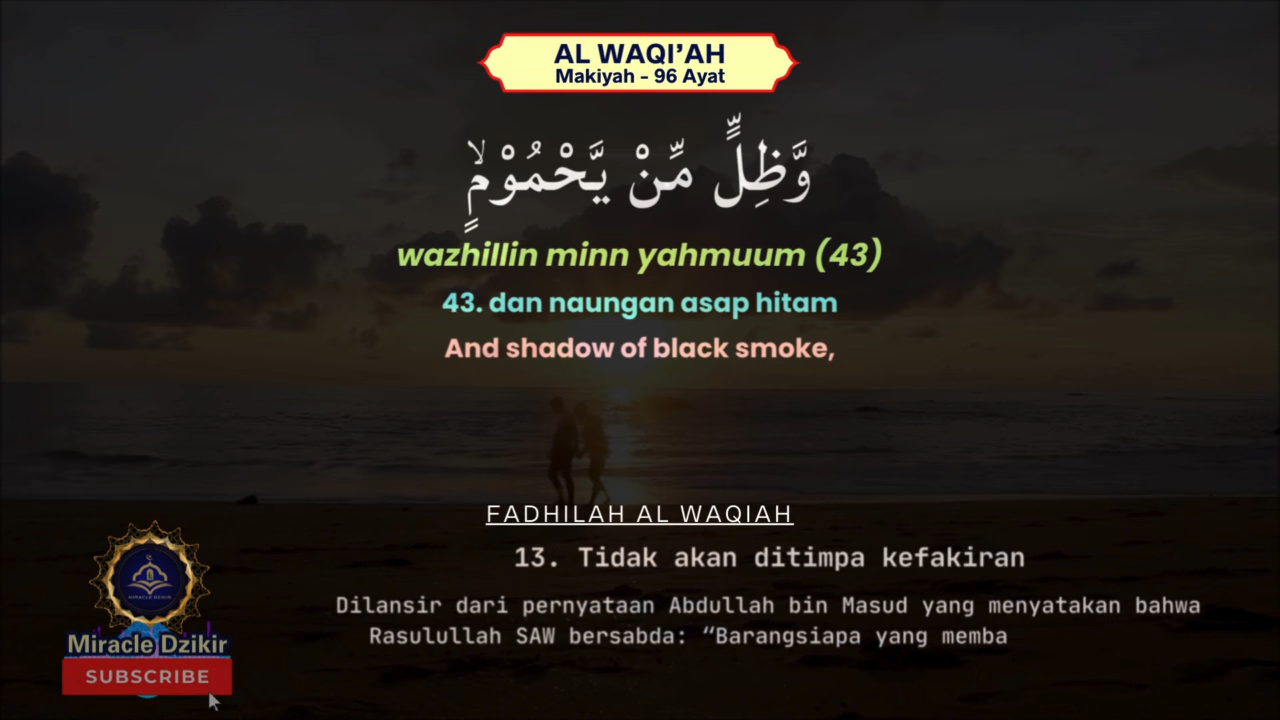 AL WAQI'AH
Makiyah - 96 Ayat
وَّظِلٍّ مِّنْ يَّحْمُوْمٍۙ
wazhillin minn yahmuum (43)
43. dan naungan asap hitam
And shadow of black smoke,
FADHILAH AL WAQIAH
13. Tidak akan ditimpa kefakiran
Dilansir dari pernyataan Abdullah bin Masud yang menyatakan bahwa
Rasulullah SAW bersabda: “Barangsiapa yang memba
MIRACLE DZIKIR
Miracle Dzikir
SUBSCRIBE